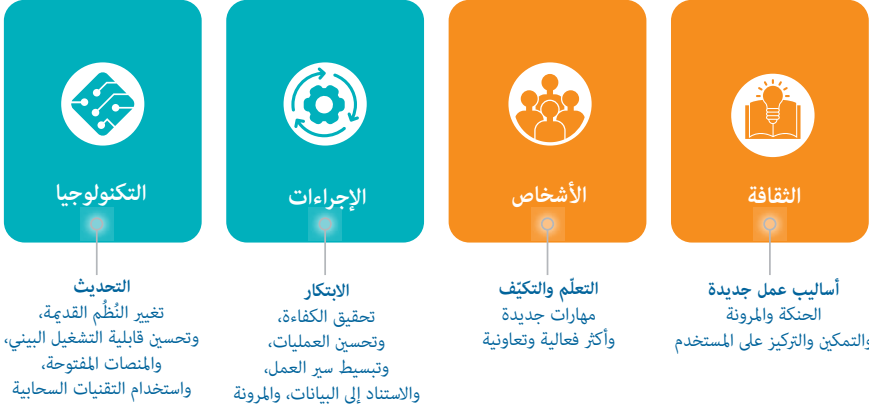 الثقافة
أساليب عمل جديدة
الحنكة والمرونة
والتمكين والتركيز على المستخدم
الأشخاص
التعلّم والتكيّف
مهارات جديدة
وأكثر فعالية وتعاونية
الإجراءات
الابتكار
تحقيق الكفاءة،
وتحسين العمليات،
وتبسيط سير العمل،
والاستناد إلى البيانات، والمرونة
التكنولوجيا
التحديث
تغيير النُظُم القديمة،
وتحسين قابلية التشغيل البيني،
والمنصات المفتوحة،
واستخدام التقنيات السحابية